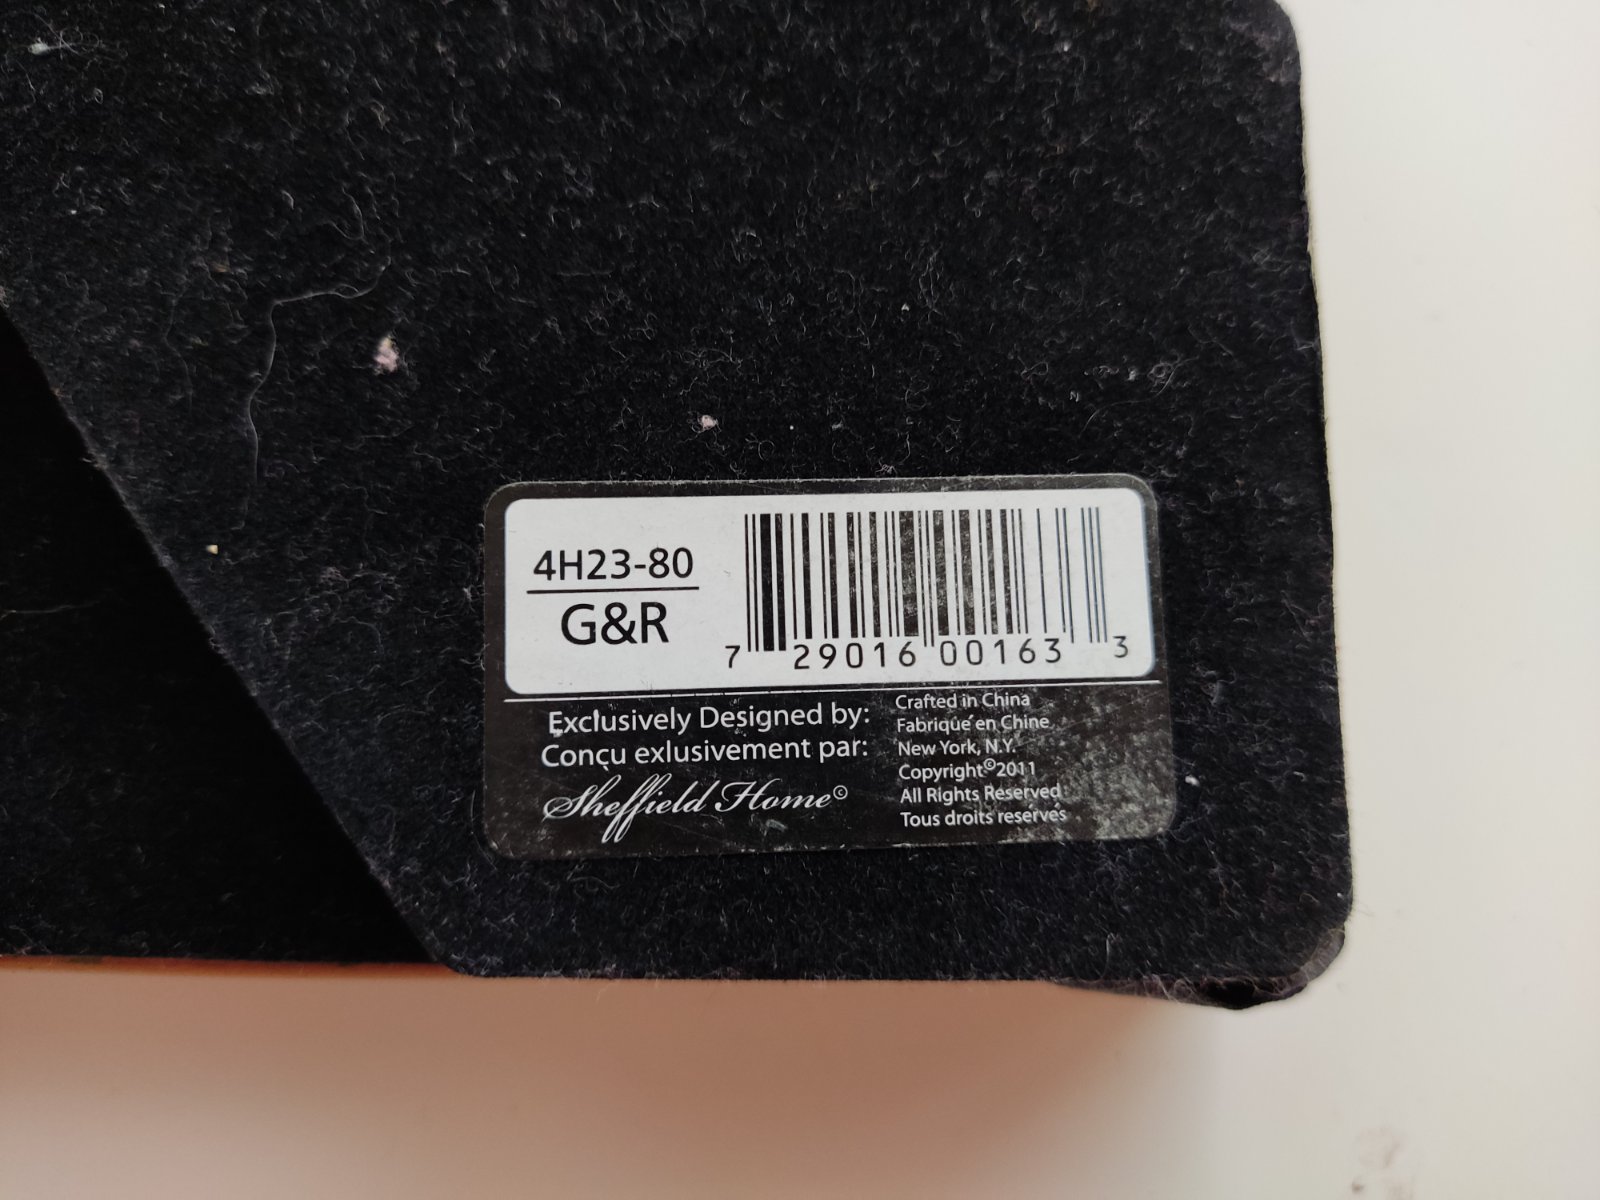 4H23-80
G&R
7 29016 00163 3
Exclusively Designed by:
Conçu exlusivement par:
Sheffield Home©
Crafted in China
Fabriqué en Chine
New York, N.Y.
Copyright©2011
All Rights Reserved
Tous droits resérvés